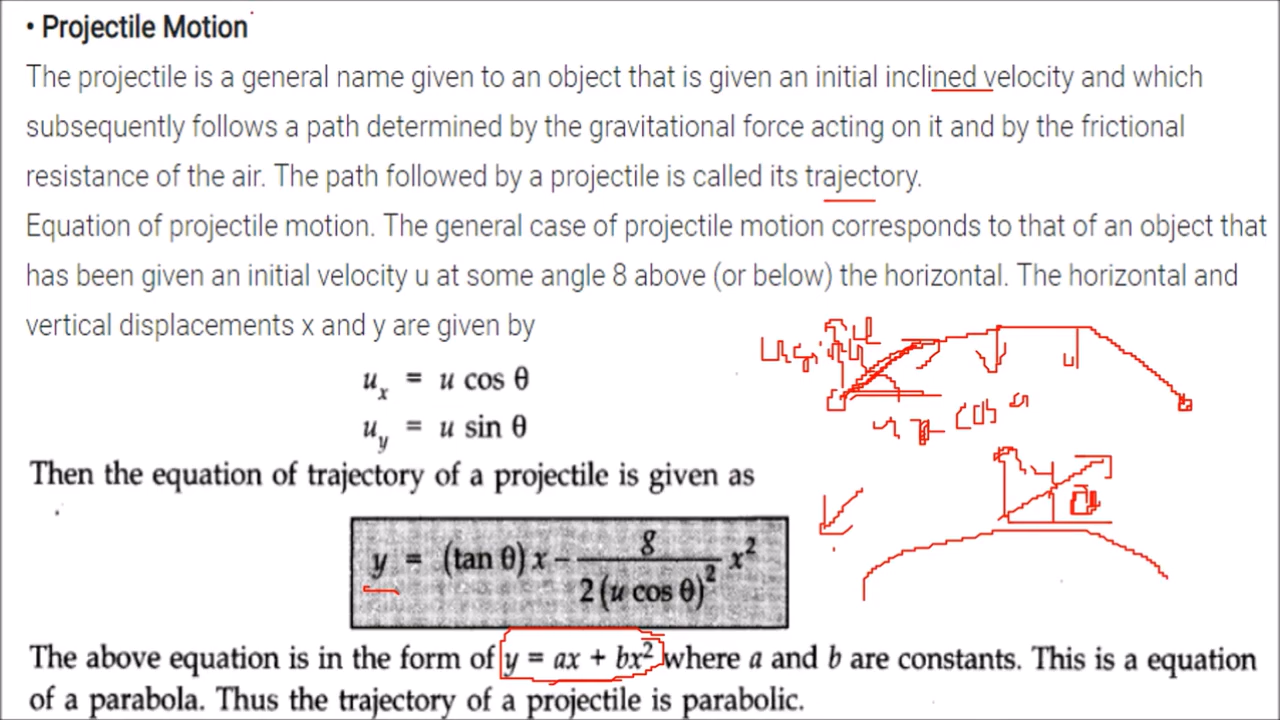 • Projectile Motion
The projectile is a general name given to an object that is given an initial inclined velocity and which
subsequently follows a path determined by the gravitational force acting on it and by the frictional
resistance of the air. The path followed by a projectile is called its trajectory.
Equation of projectile motion. The general case of projectile motion corresponds to that of an object that
has been given an initial velocity u at some angle 8 above (or below) the horizontal. The horizontal and
vertical displacements x and y are given by
u_x = u cos θ
u_y = u sin θ
Then the equation of trajectory of a projectile is given as
y = (tan θ) x − g / 2 (u cos θ)² x²
The above equation is in the form of y = ax + bx² where a and b are constants. This is a equation
of a parabola. Thus the trajectory of a projectile is parabolic.